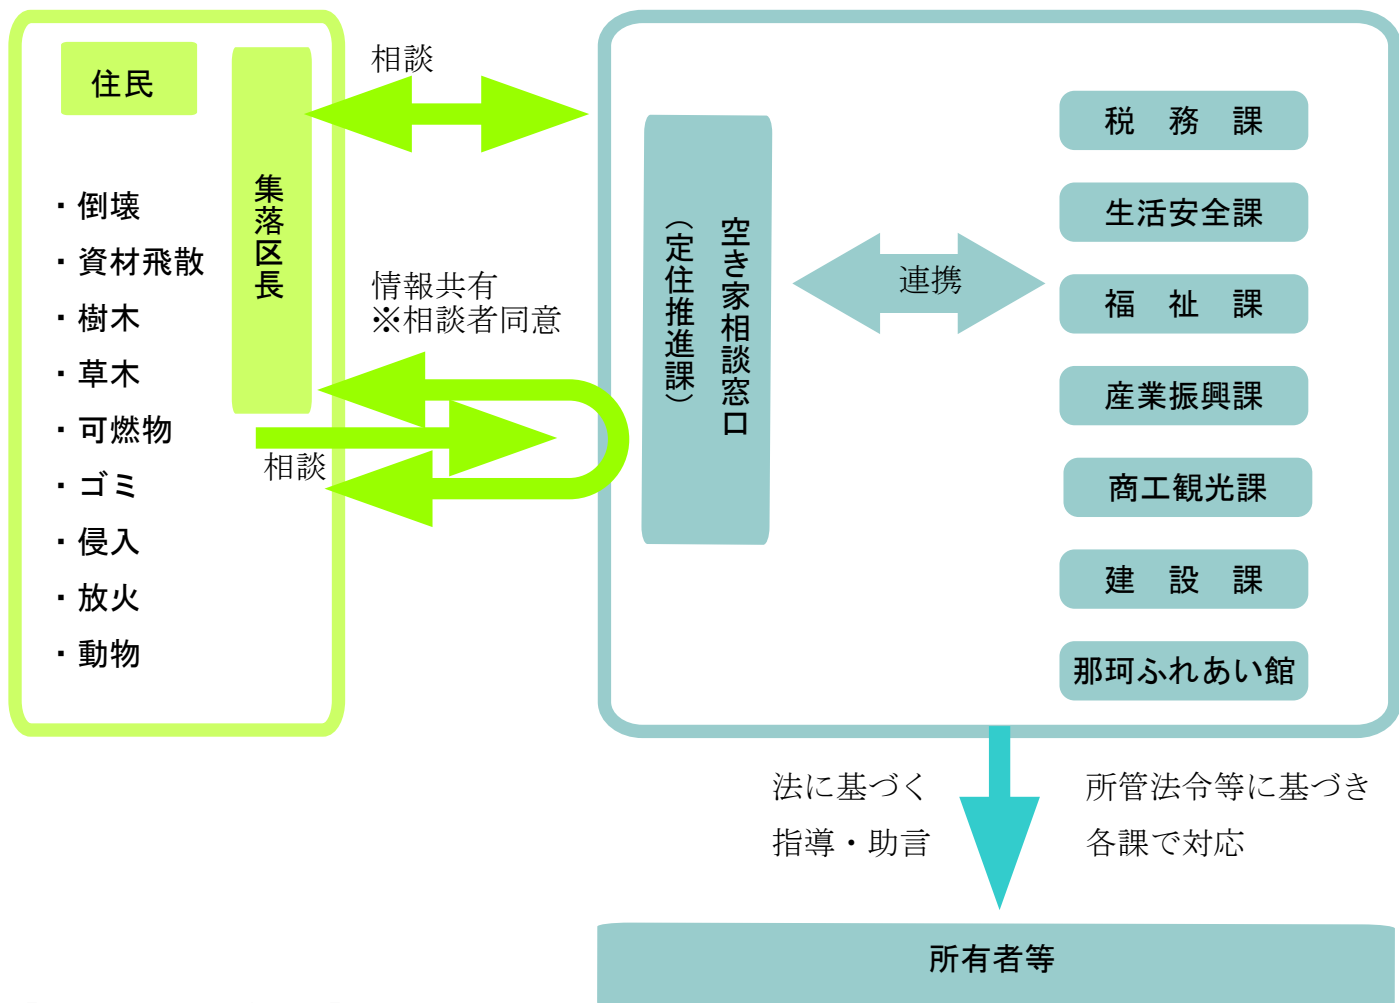 住民
集落区長
・倒壊
・資材飛散
・樹木
・草木
・可燃物
・ゴミ
・侵入
・放火
・動物
相談
情報共有
※相談者同意
相談
空き家相談窓口
（定住推進課）
連携
税　務　課
生活安全課
福　祉　課
産業振興課
商工観光課
建　設　課
那珂ふれあい館
法に基づく
指導・助言
所管法令等に基づき
各課で対応
所有者等